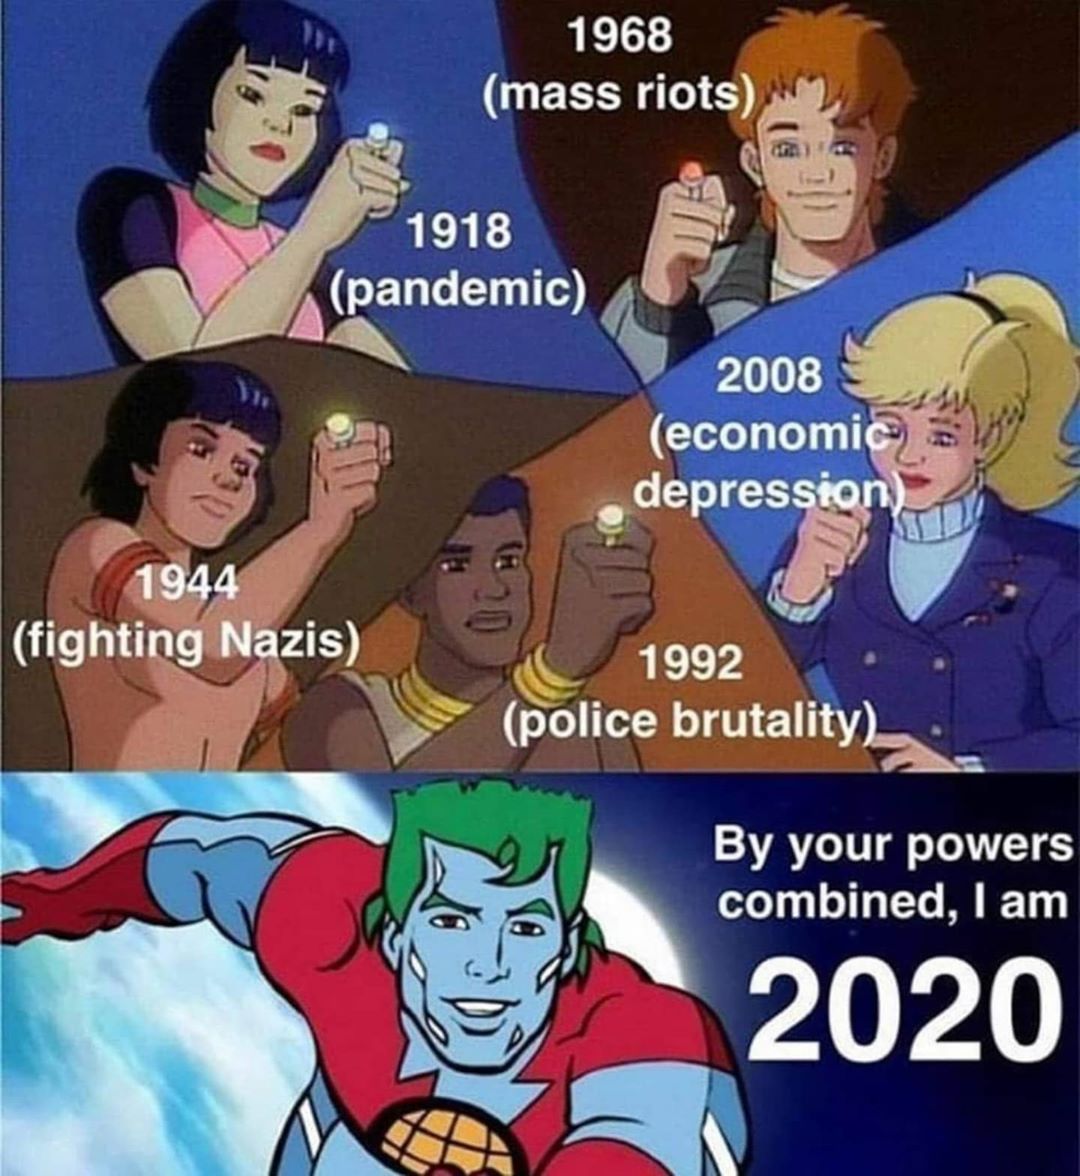 1968
(mass riots)
1918
(pandemic)
2008
(economic
depression)
1944
(fighting Nazis)
1992
(police brutality)
By your powers
combined, I am
2020